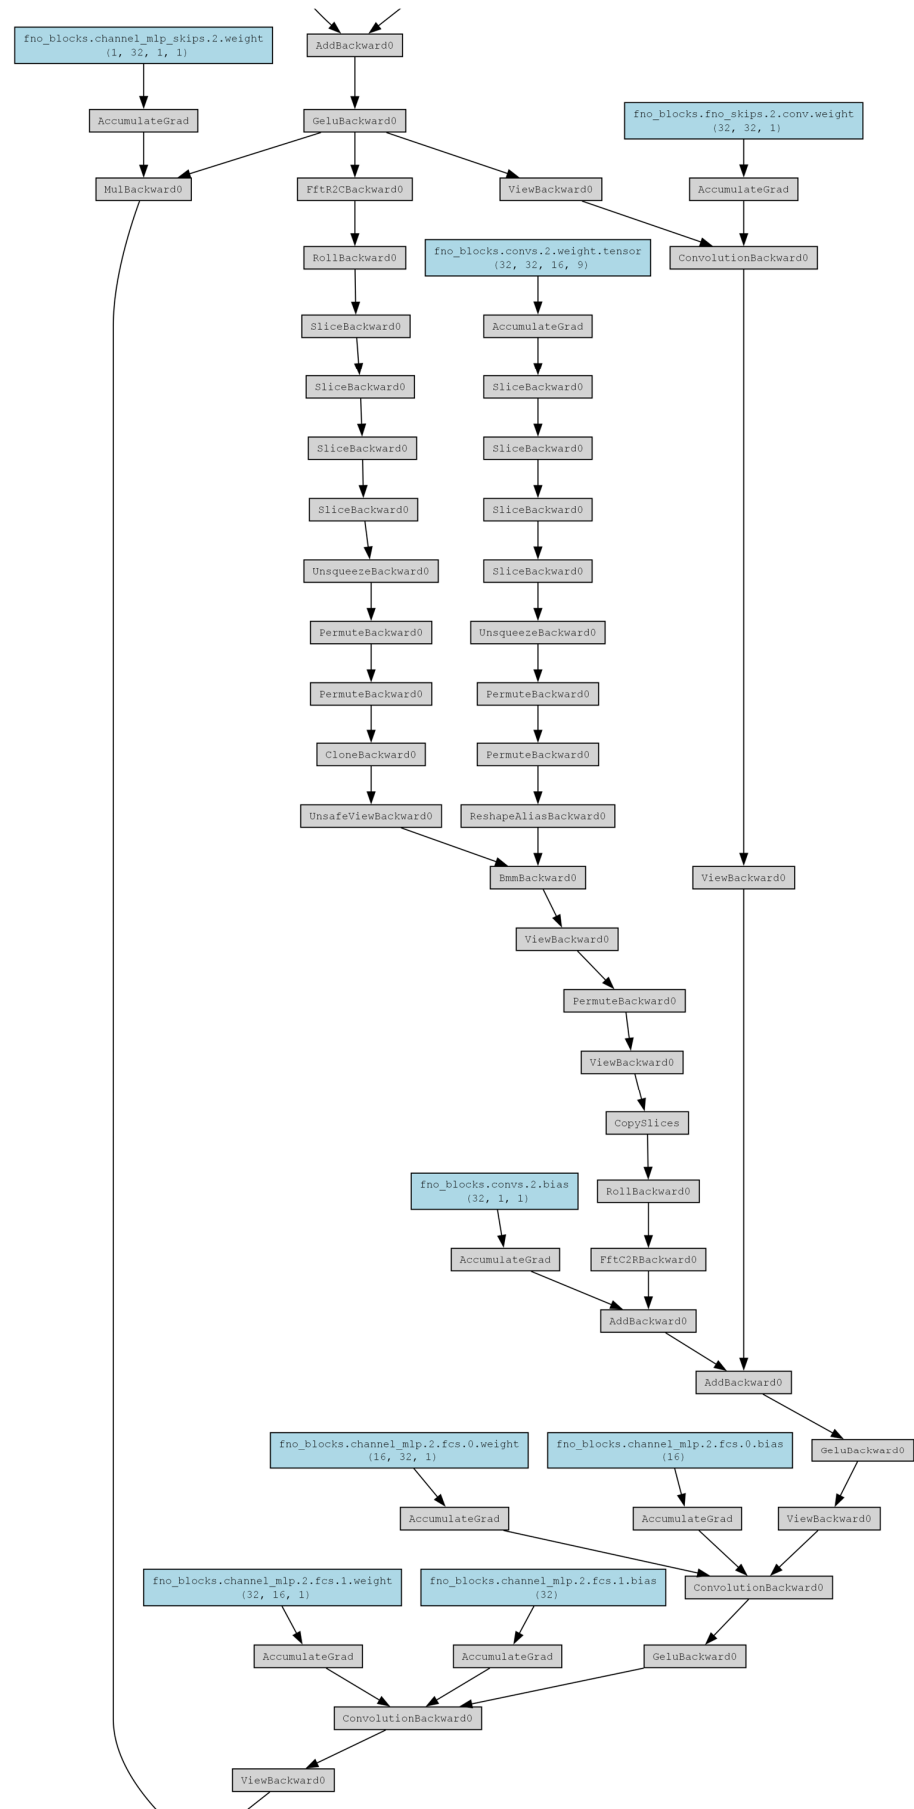 fno_blocks.channel_mlp_skips.2.weight
(1, 32, 1, 1)
AddBackward0
AccumulateGrad
GeluBackward0
fno_blocks.fno_skips.2.conv.weight
(32, 32, 1)
MulBackward0
FftR2CBackward0
ViewBackward0
AccumulateGrad
RollBackward0
fno_blocks.convs.2.weight.tensor
(32, 32, 16, 9)
ConvolutionBackward0
SliceBackward0
AccumulateGrad
SliceBackward0
SliceBackward0
SliceBackward0
SliceBackward0
SliceBackward0
SliceBackward0
UnsqueezeBackward0
SliceBackward0
PermuteBackward0
UnsqueezeBackward0
PermuteBackward0
PermuteBackward0
CloneBackward0
PermuteBackward0
UnsafeViewBackward0
ReshapeAliasBackward0
BmmBackward0
ViewBackward0
ViewBackward0
PermuteBackward0
ViewBackward0
CopySlices
fno_blocks.convs.2.bias
(32, 1, 1)
RollBackward0
AccumulateGrad
FftC2RBackward0
AddBackward0
AddBackward0
fno_blocks.channel_mlp.2.fcs.0.weight
(16, 32, 1)
fno_blocks.channel_mlp.2.fcs.0.bias
(16)
GeluBackward0
AccumulateGrad
AccumulateGrad
ViewBackward0
fno_blocks.channel_mlp.2.fcs.1.weight
(32, 16, 1)
fno_blocks.channel_mlp.2.fcs.1.bias
(32)
ConvolutionBackward0
AccumulateGrad
AccumulateGrad
GeluBackward0
ConvolutionBackward0
ViewBackward0